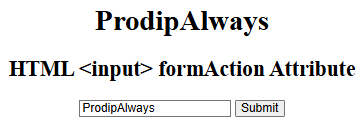 ProdipAlways
HTML <input> formAction Attribute
ProdipAlways Submit